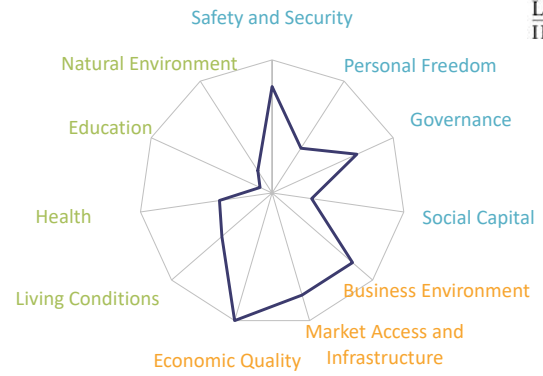 Safety and Security
Natural Environment
Personal Freedom
Education
Governance
Health
Social Capital
Living Conditions
Business Environment
Market Access and
Infrastructure
Economic Quality